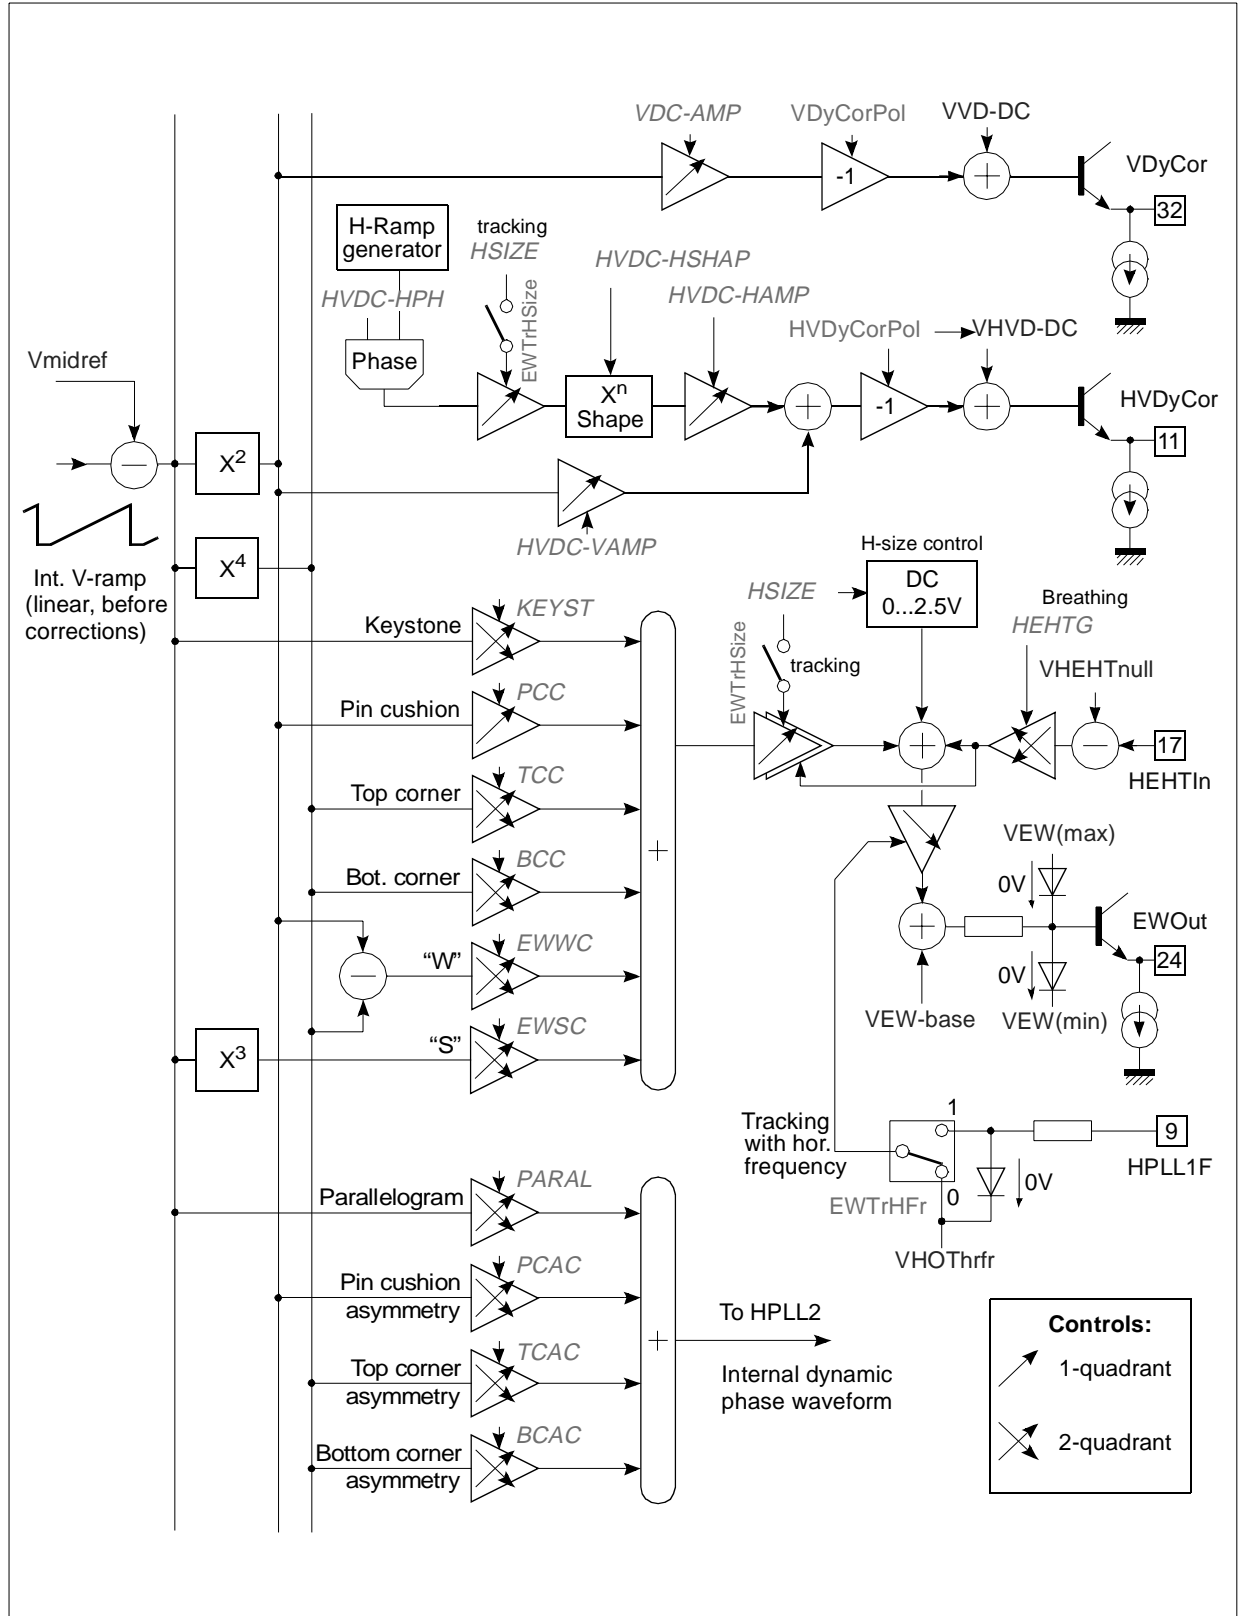 VDC-AMP
VDyCorPol
VVD-DC
-1
VDyCor
32
H-Ramp
generator
tracking
HSIZE
EWTrHSize
HVDC-HPH
Phase
HVDC-HSHAP
HVDC-HAMP
HVDyCorPol
VHVD-DC
Xn
Shape
-1
HVDyCor
11
Vmidref
X2
HVDC-VAMP
X4
Int. V-ramp
(linear, before
corrections)
H-size control
DC
0...2.5V
HSIZE
EWTrHSize
tracking
Breathing
HEHTG
VHEHTnull
17
HEHTIn
Keystone
KEYST
Pin cushion
PCC
Top corner
TCC
Bot. corner
BCC
“W”
EWWC
X3
“S”
EWSC
VEW(max)
0V
EWOut
24
0V
VEW-base
VEW(min)
Tracking
with hor.
frequency
1
0
EWTrHFr
0V
9
HPLL1F
VHOThrfr
Parallelogram
PARAL
Pin cushion
asymmetry
PCAC
Top corner
asymmetry
TCAC
Bottom corner
asymmetry
BCAC
To HPLL2
Internal dynamic
phase waveform
Controls:
1-quadrant
2-quadrant